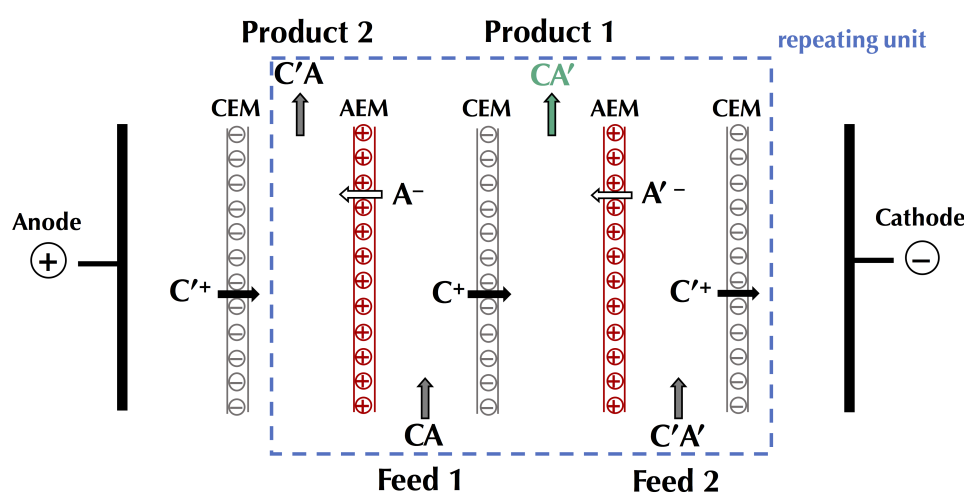 Product 2
Product 1
repeating unit
C′A
CA′
CEM
AEM
CEM
AEM
CEM
A⁻
A′ ⁻
Anode
+
Cathode
−
C′⁺
C⁺
C′⁺
CA
C′A′
Feed 1
Feed 2